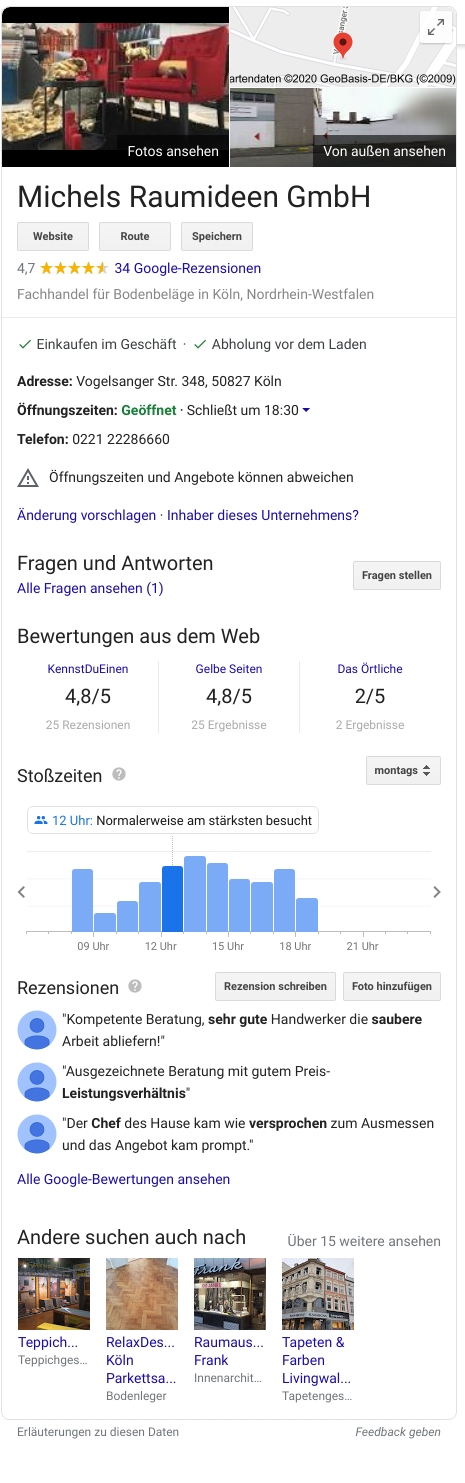 artendaten ©2020 GeoBasis-DE/BKG (©2009)
Fotos ansehen
Von außen ansehen
Michels Raumideen GmbH
Website
Route
Speichern
4,7 34 Google-Rezensionen
Fachhandel für Bodenbeläge in Köln, Nordrhein-Westfalen
Einkaufen im Geschäft · Abholung vor dem Laden
Adresse: Vogelsanger Str. 348, 50827 Köln
Öffnungszeiten: Geöffnet · Schließt um 18:30
Telefon: 0221 22286660
Öffnungszeiten und Angebote können abweichen
Änderung vorschlagen · Inhaber dieses Unternehmens?
Fragen und Antworten
Alle Fragen ansehen (1)
Fragen stellen
Bewertungen aus dem Web
KennstDuEinen
Gelbe Seiten
Das Örtliche
4,8/5
4,8/5
2/5
25 Rezensionen
25 Ergebnisse
2 Ergebnisse
Stoßzeiten
montags
12 Uhr: Normalerweise am stärksten besucht
09 Uhr
12 Uhr
15 Uhr
18 Uhr
21 Uhr
Rezensionen
Rezension schreiben
Foto hinzufügen
"Kompetente Beratung, sehr gute Handwerker die saubere
Arbeit abliefern!"
"Ausgezeichnete Beratung mit gutem Preis-
Leistungsverhältnis"
"Der Chef des Hause kam wie versprochen zum Ausmessen
und das Angebot kam prompt."
Alle Google-Bewertungen ansehen
Andere suchen auch nach
Über 15 weitere ansehen
Frank
Teppich...
Teppichges...
RelaxDes...
Köln
Parkettsa...
Bodenleger
Raumaus...
Frank
Innenarchit...
Tapeten &
Farben
Livingwal...
Tapetenges...
Erläuterungen zu diesen Daten
Feedback geben